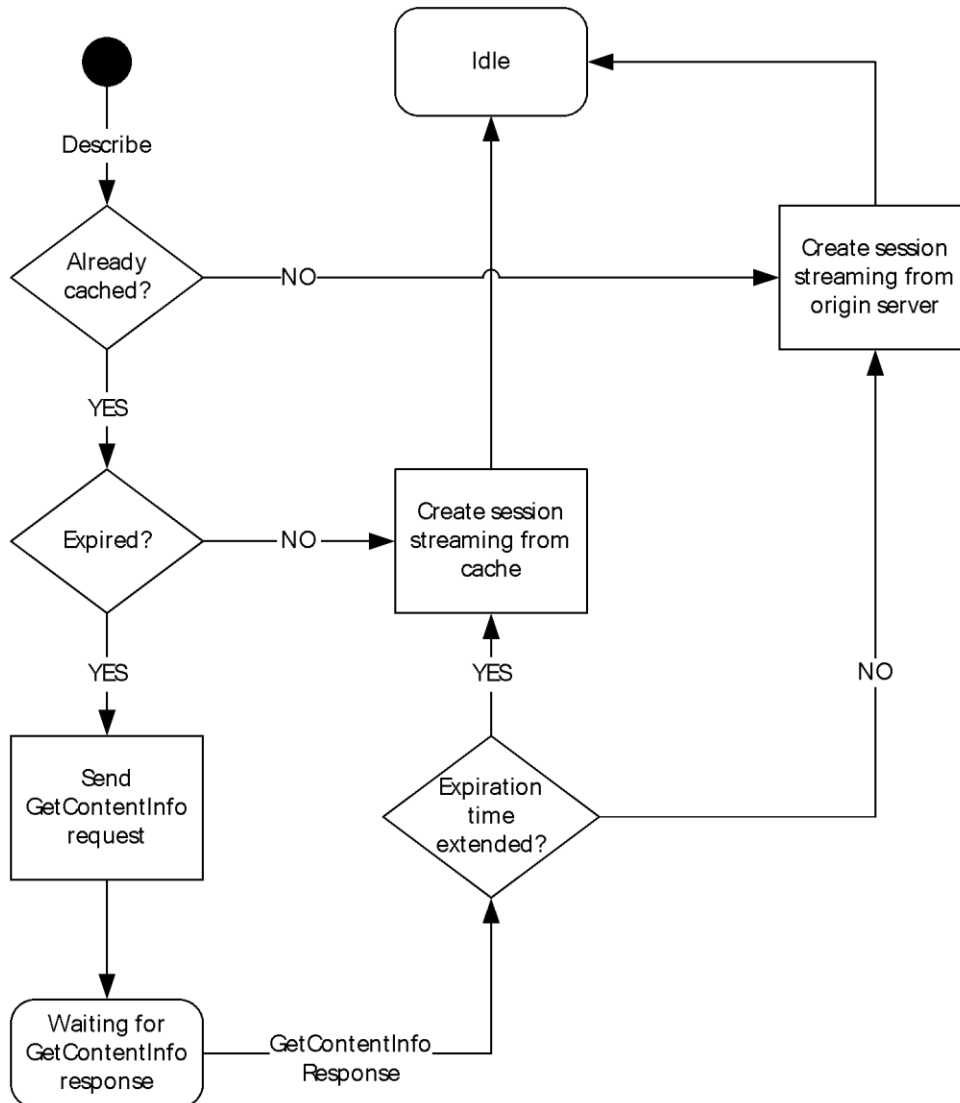 Idle
Describe
Already
cached?
NO
Create session
streaming from
origin server
YES
Expired?
NO
Create session
streaming from
cache
YES
YES
NO
Send
GetContentInfo
request
Expiration
time
extended?
Waiting for
GetContentInfo
response
GetContentInfo
Response